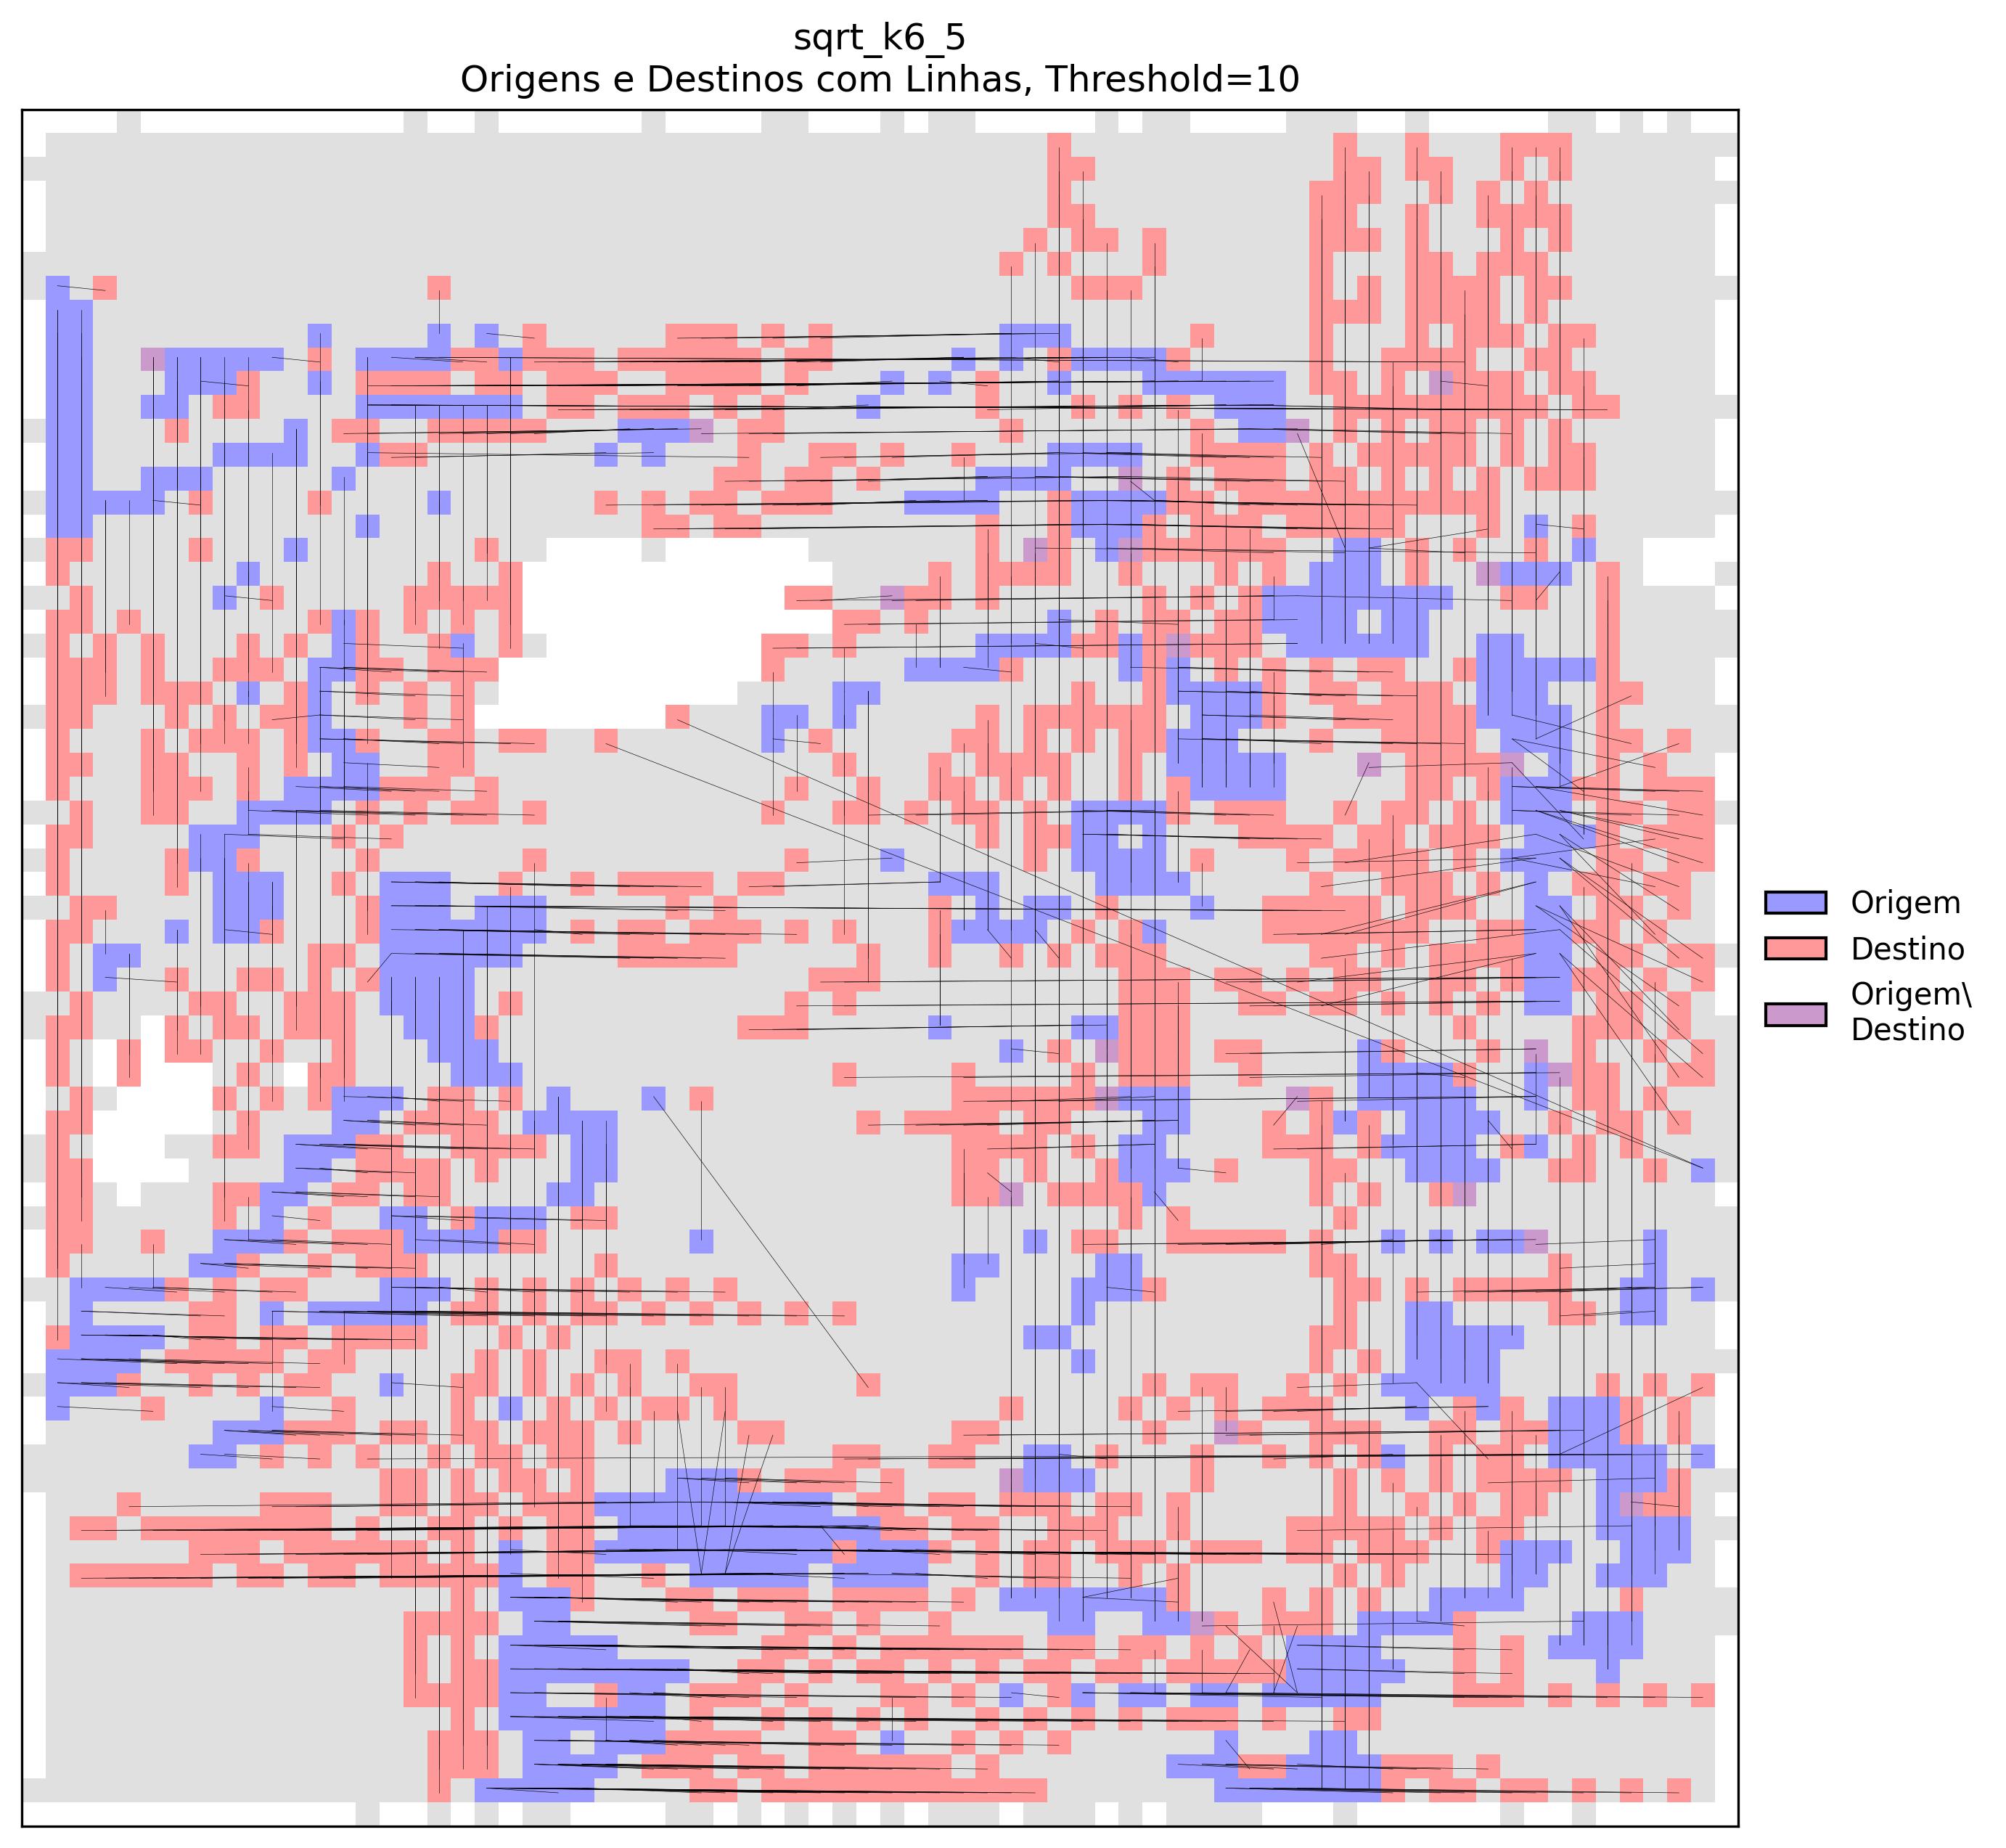 sqrt_k6_5
Origens e Destinos com Linhas, Threshold=10
Origem
Destino
Origem\
Destino